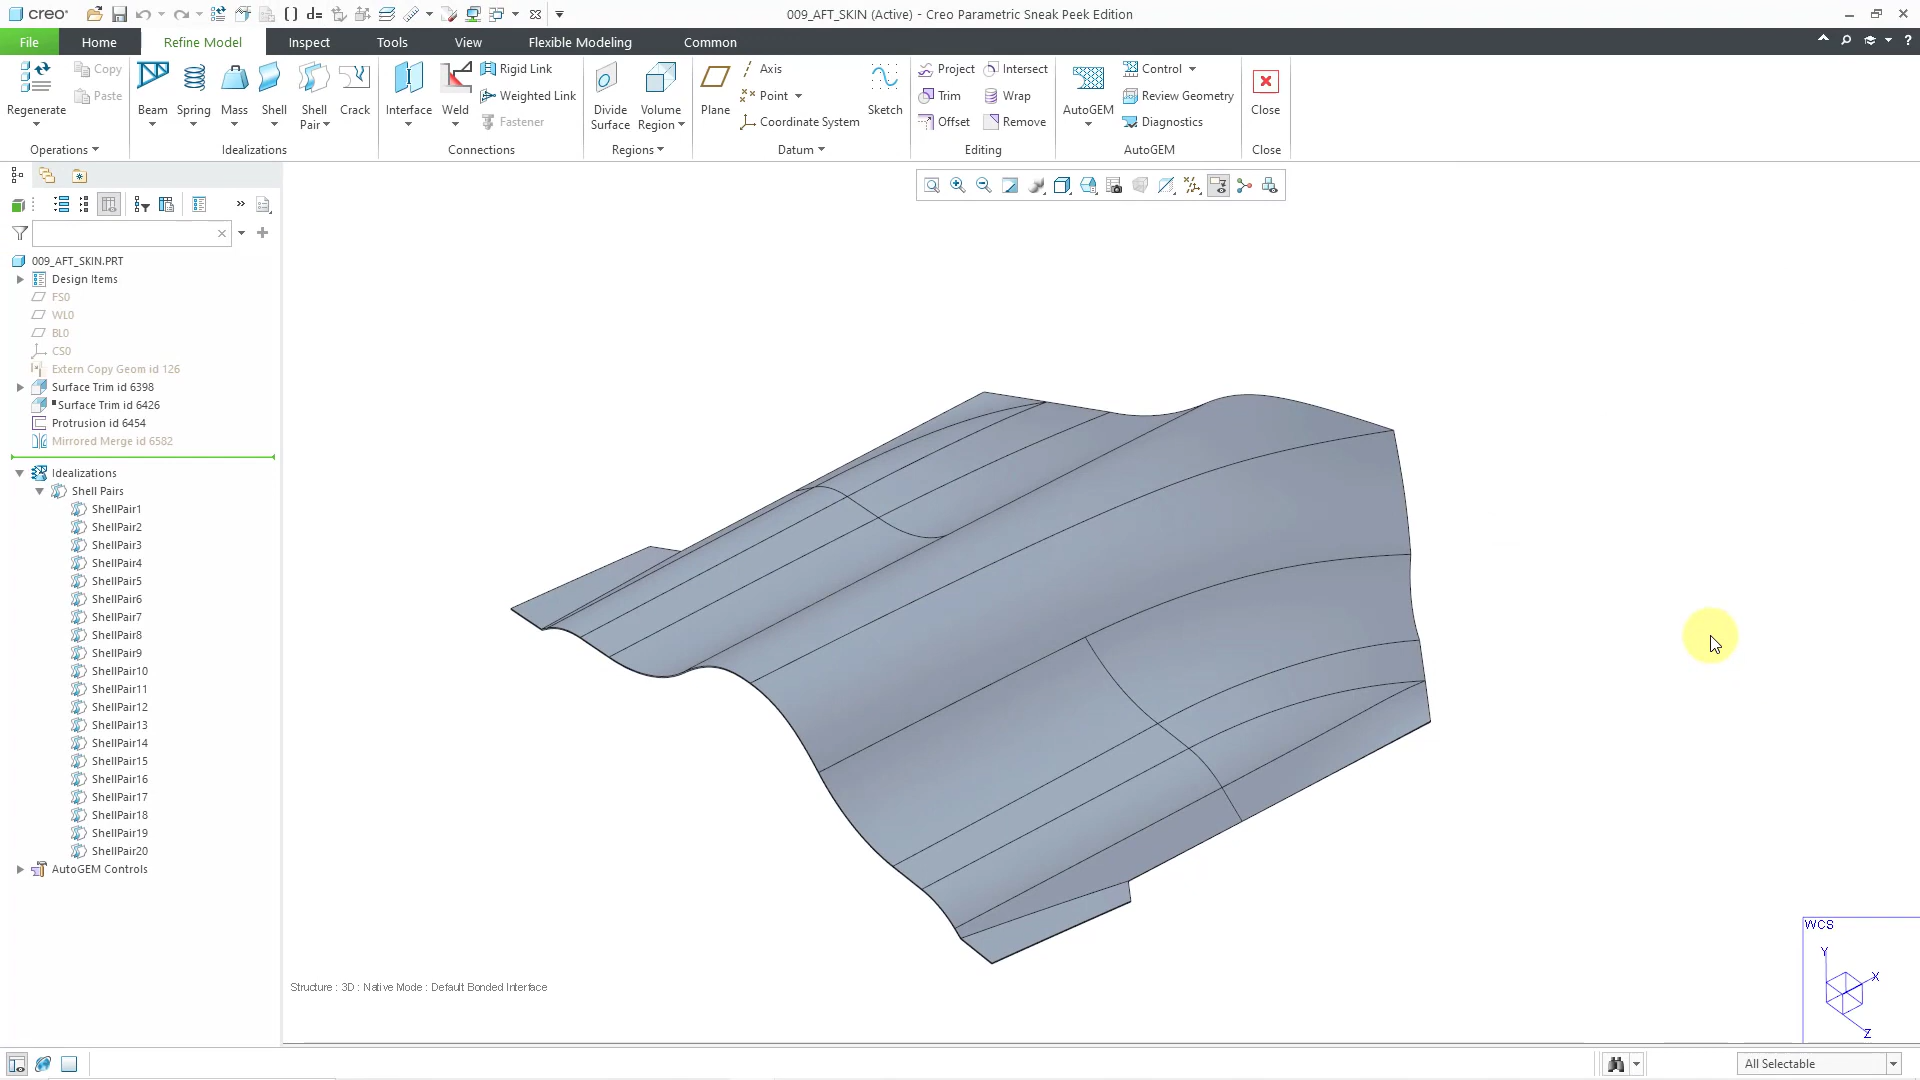 creo
009_AFT_SKIN (Active) - Creo Parametric Sneak Peek Edition
File Home Refine Model Inspect Tools View Flexible Modeling Common
Regenerate
Copy
Paste
Operations
Beam
Spring
Mass
Shell
Shell Pair
Crack
Idealizations
Interface
Weld
Rigid Link
Weighted Link
Fastener
Connections
Divide Surface
Volume Region
Regions
Plane
Axis
Point
Coordinate System
Sketch
Datum
Project
Intersect
Trim
Wrap
Offset
Remove
Editing
AutoGEM
Control
Review Geometry
Diagnostics
AutoGEM
Close
Close
009_AFT_SKIN.PRT
Design Items
FS0
WL0
BL0
CS0
Extern Copy Geom id 126
Surface Trim id 6398
Surface Trim id 6426
Protrusion id 6454
Mirrored Merge id 6582
Idealizations
Shell Pairs
ShellPair1
ShellPair2
ShellPair3
ShellPair4
ShellPair5
ShellPair6
ShellPair7
ShellPair8
ShellPair9
ShellPair10
ShellPair11
ShellPair12
ShellPair13
ShellPair14
ShellPair15
ShellPair16
ShellPair17
ShellPair18
ShellPair19
ShellPair20
AutoGEM Controls
Structure : 3D : Native Mode : Default Bonded Interface
WCS
Y
X
Z
All Selectable